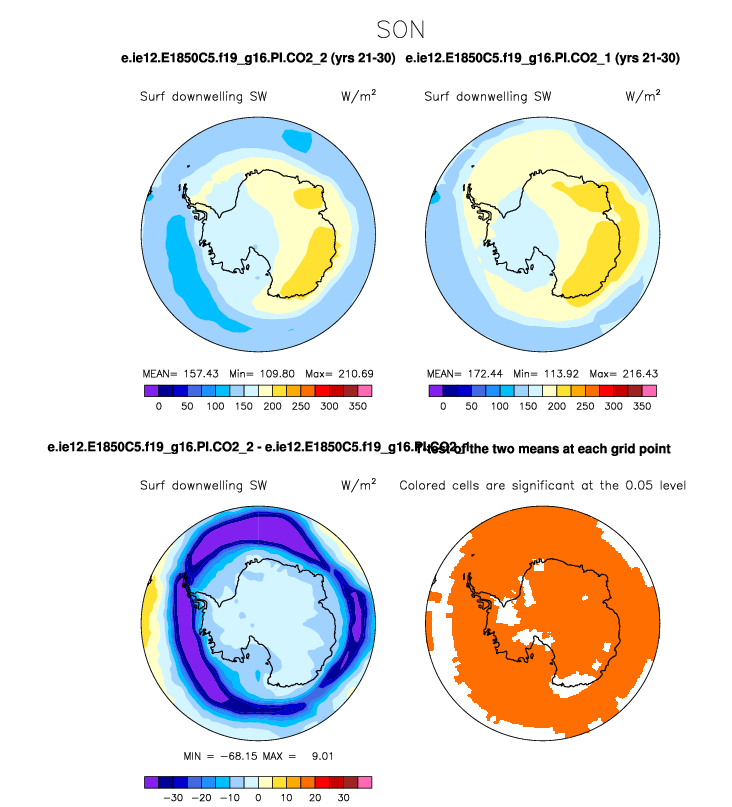 SON
e.ie12.E1850C5.f19_g16.PI.CO2_2 (yrs 21-30) e.ie12.E1850C5.f19_g16.PI.CO2_1 (yrs 21-30)
Surf downwelling SW W/m²
Surf downwelling SW W/m²
MEAN= 157.43 Min= 109.80 Max= 210.69
MEAN= 172.44 Min= 113.92 Max= 216.43
0 50 100 150 200 250 300 350
0 50 100 150 200 250 300 350
e.ie12.E1850C5.f19_g16.PI.CO2_2 - e.ie12.E1850C5.f19_g16.PI.CO2_1
T-test of the two means at each grid point
Surf downwelling SW W/m²
Colored cells are significant at the 0.05 level
MIN = -68.15 MAX = 9.01
-30 -20 -10 0 10 20 30